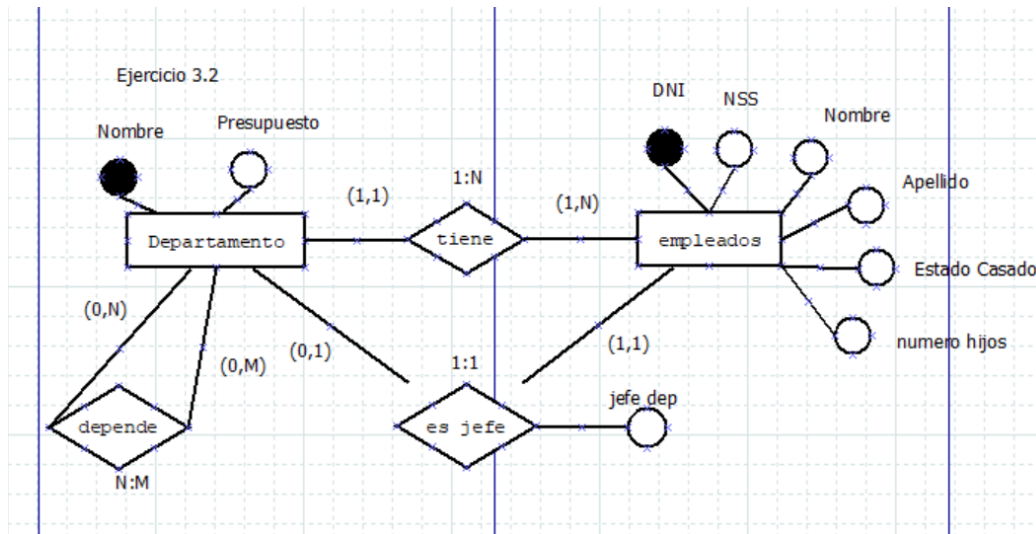 Ejercicio 3.2
Nombre
Presupuesto
DNI
NSS
Nombre
Apellido
Estado Casado
numero hijos
(1,1)
1:N
(1,N)
Departamento
tiene
empleados
(0,N)
(0,M)
(0,1)
1:1
(1,1)
jefe dep
depende
es jefe
N:M